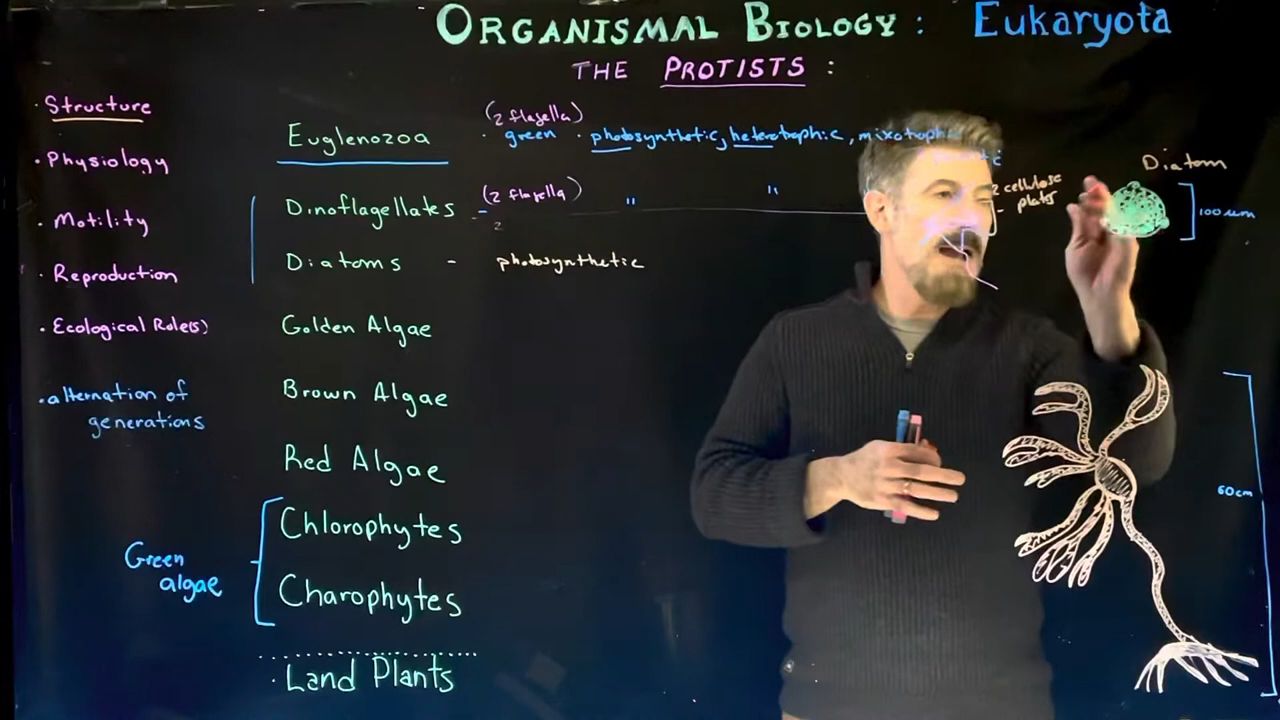 ORGANISMAL BIOLOGY : Eukaryota
THE PROTISTS :
· Structure
· Physiology
· Motility
· Reproduction
· Ecological Role(s)
· alternation of
generations
Euglenozoa
(2 flagella)
· green · photosynthetic, heterotrophic, mixotroph
Dinoflagellates -
(2 flagella)
" "
2
2 cellulose
- plates
Diatoms - photosynthetic
Golden Algae
Brown Algae
Red Algae
Green
algae
Chlorophytes
Charophytes
· Land Plants
Diatom
100 um
60cm